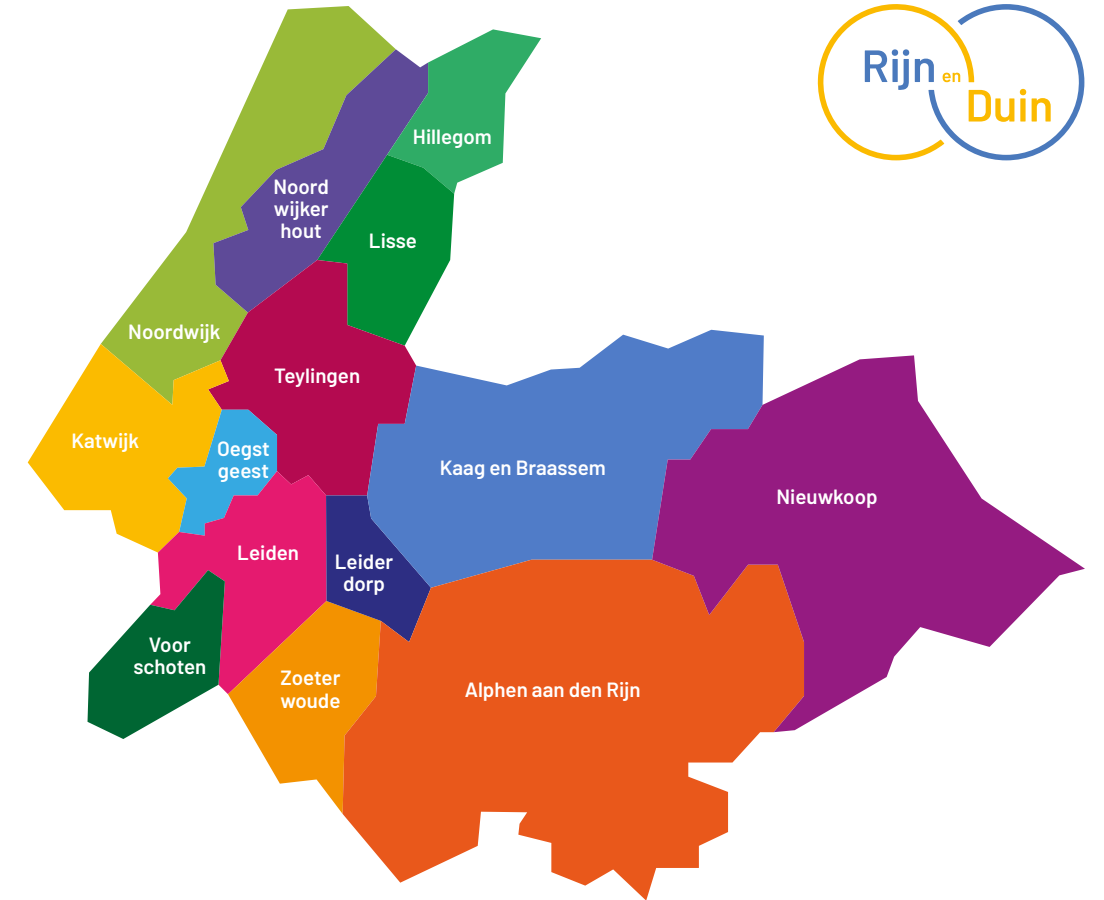 Rijn en
Duin
Hillegom
Noord
wijker
hout
Lisse
Noordwijk
Teylingen
Katwijk
Oegst
geest
Kaag en Braassem
Nieuwkoop
Leiden
Leider
dorp
Voor
schoten
Zoeter
woude
Alphen aan den Rijn